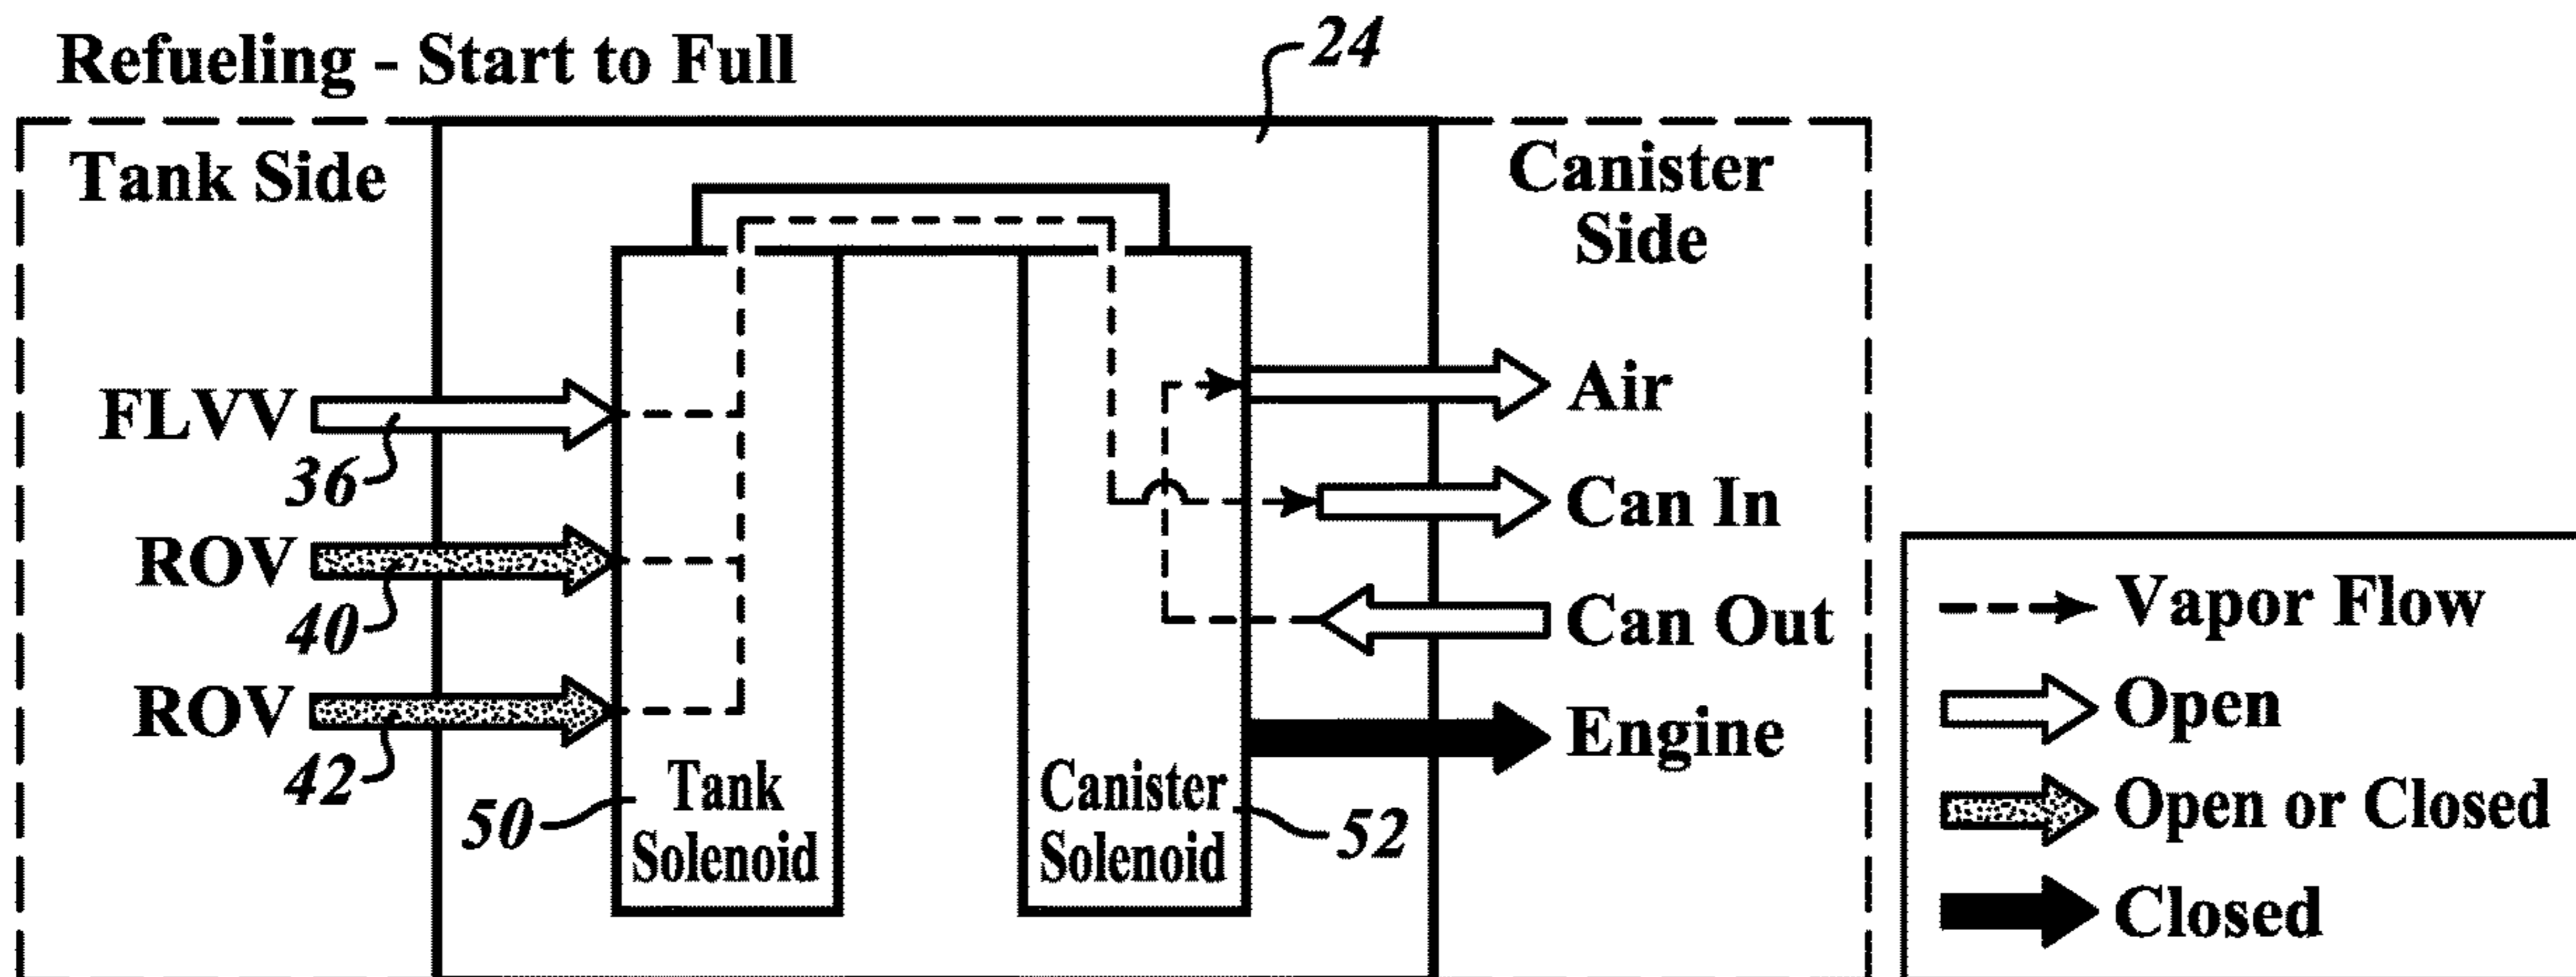 Refueling - Start to Full
24
Tank Side
Canister
Side
FLVV
36
ROV
40
ROV
42
50
Tank
Solenoid
Canister
Solenoid
52
Air
Can In
Can Out
Engine
Vapor Flow
Open
Open or Closed
Closed